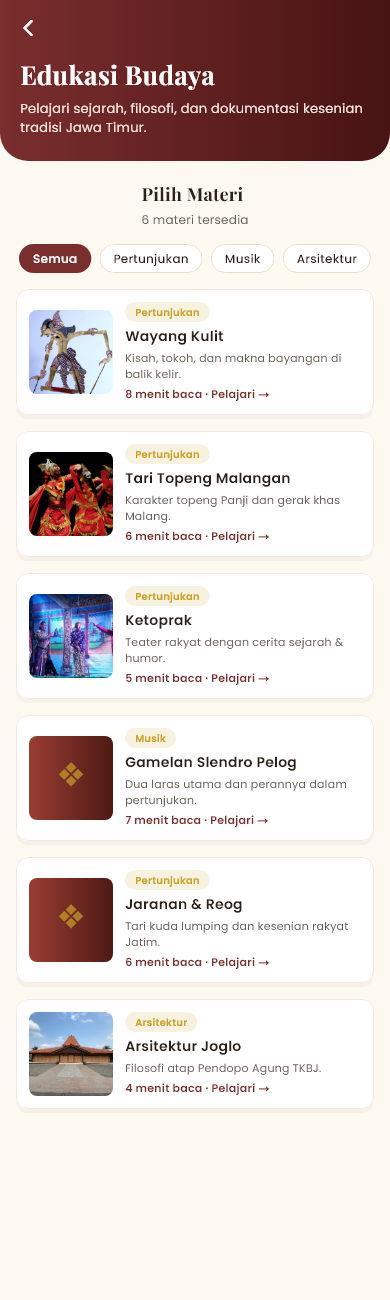 Edukasi Budaya
Pelajari sejarah, filosofi, dan dokumentasi kesenian
tradisi Jawa Timur.
Pilih Materi
6 materi tersedia
Semua
Pertunjukan
Musik
Arsitektur
Pertunjukan
Wayang Kulit
Kisah, tokoh, dan makna bayangan di
balik kelir.
8 menit baca · Pelajari →
Pertunjukan
Tari Topeng Malangan
Karakter topeng Panji dan gerak khas
Malang.
6 menit baca · Pelajari →
Pertunjukan
Ketoprak
Teater rakyat dengan cerita sejarah &
humor.
5 menit baca · Pelajari →
Musik
Gamelan Slendro Pelog
Dua laras utama dan perannya dalam
pertunjukan.
7 menit baca · Pelajari →
Pertunjukan
Jaranan & Reog
Tari kuda lumping dan kesenian rakyat
Jatim.
6 menit baca · Pelajari →
Arsitektur
Arsitektur Joglo
Filosofi atap Pendopo Agung TKBJ.
4 menit baca · Pelajari →